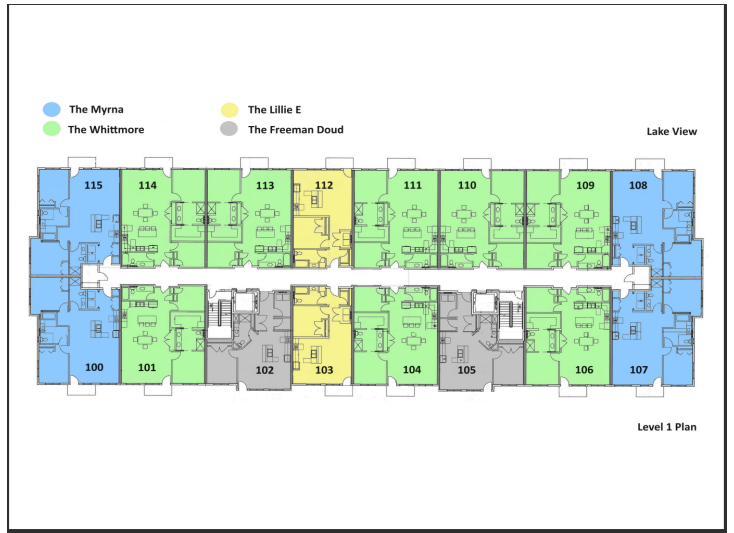 The Myrna
The Lillie E
The Whittmore
The Freeman Doud
Lake View
115 114 113 112 111 110 109 108
100 101 102 103 104 105 106 107
Level 1 Plan